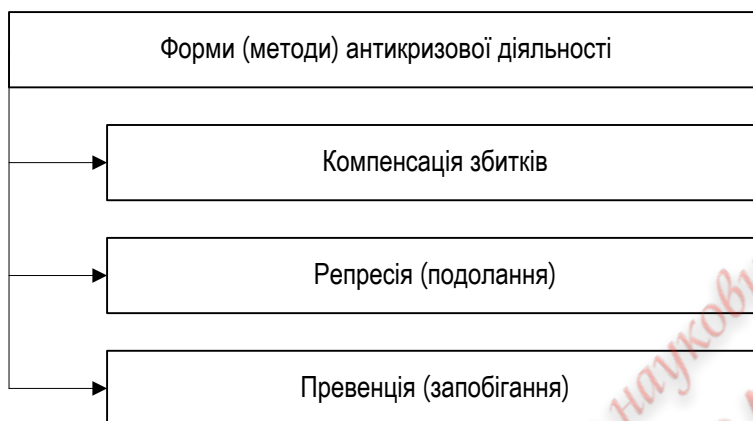 Форми (методи) антикризової діяльності
Компенсація збитків
Репресія (подолання)
Превенція (запобігання)